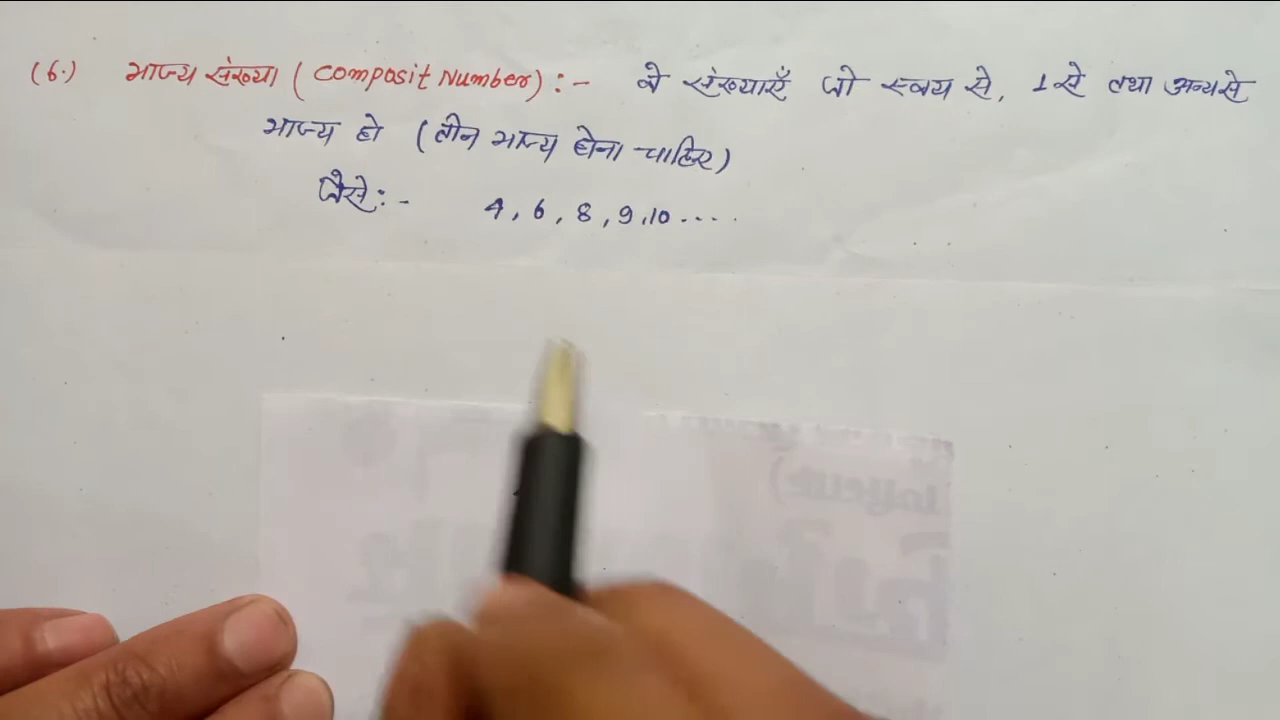 (6.) भाज्य संख्या ( Composit Number) :- वे संख्याएँ जो स्वयं से, 1 से तथा अन्य से
भाज्य हो (तीन भाज्य होना चाहिए)
जैसे :- 4, 6, 8, 9, 10 ....